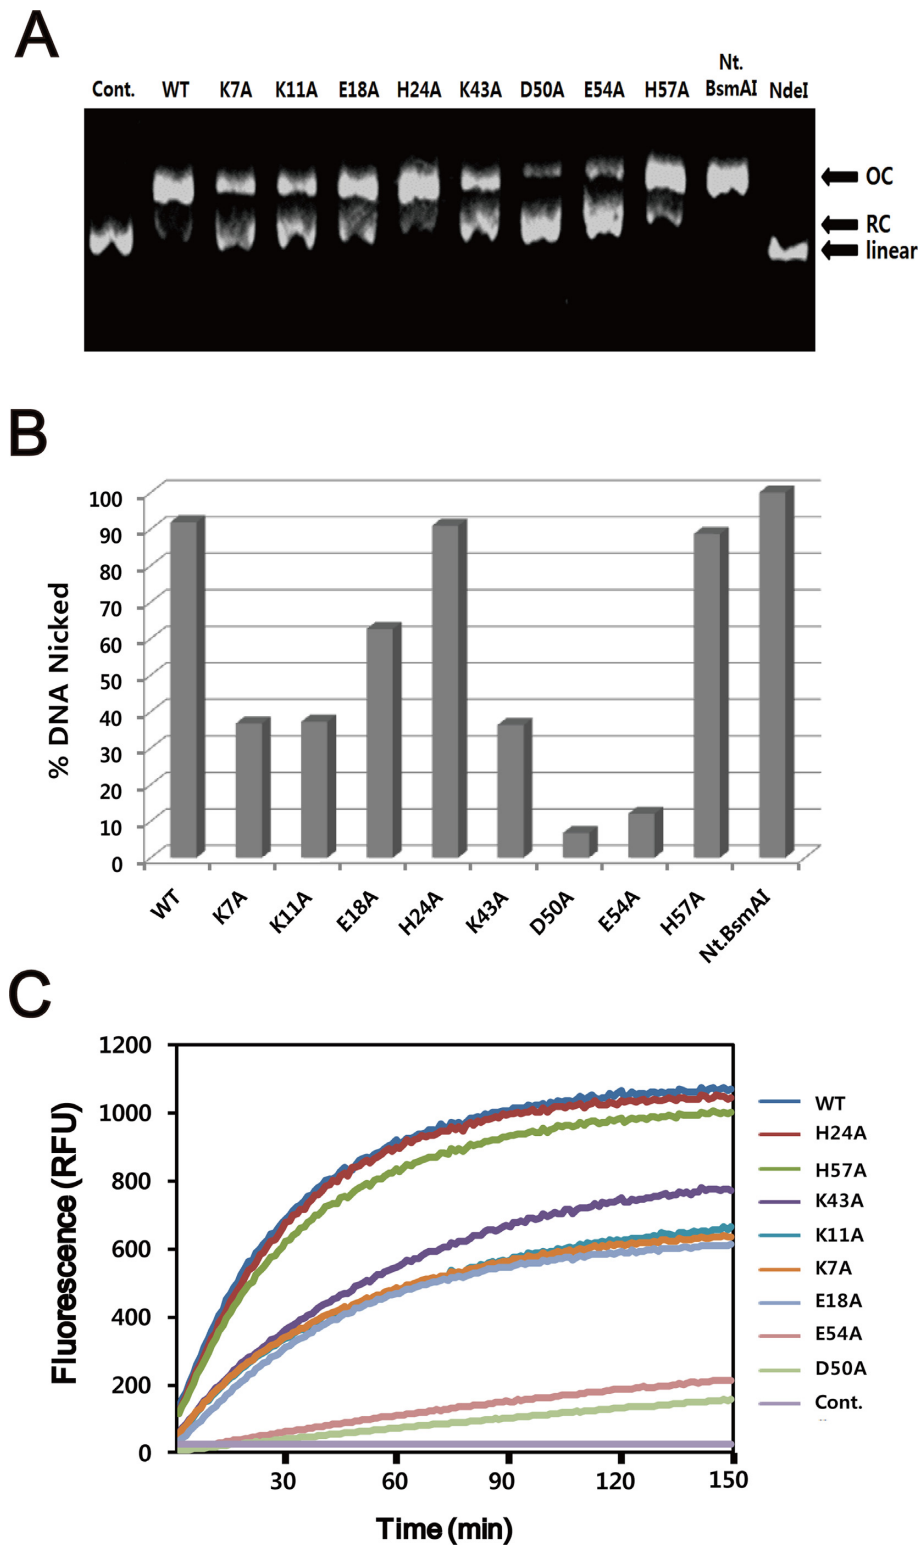 A
Cont. WT K7A K11A E18A H24A K43A D50A E54A H57A Nt. BsmAI NdeI
OC
RC
linear
B
% DNA Nicked
100
90
80
70
60
50
40
30
20
10
0
WT K7A K11A E18A H24A K43A D50A E54A H57A Nt.BsmAI
C
Fluorescence (RFU)
1200
1000
800
600
400
200
0
30 60 90 120 150
Time (min)
WT
H24A
H57A
K43A
K11A
K7A
E18A
E54A
D50A
Cont.